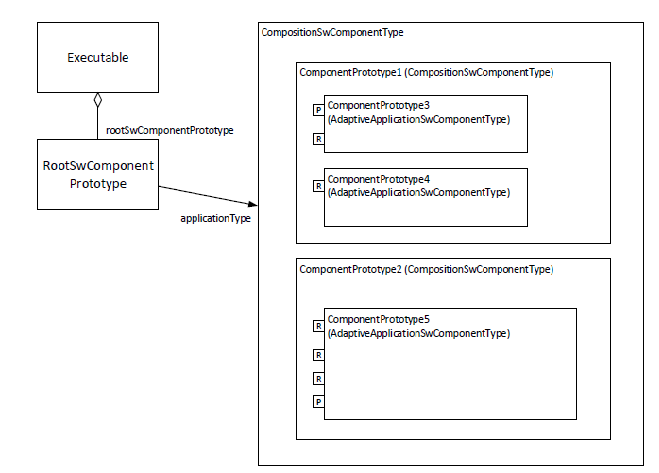 Executable
rootSwComponentPrototype
RootSwComponent
Prototype
applicationType
CompositionSwComponentType
ComponentPrototype1 (CompositionSwComponentType)
ComponentPrototype3
(AdaptiveApplicationSwComponentType)
P
R
ComponentPrototype4
(AdaptiveApplicationSwComponentType)
R
ComponentPrototype2 (CompositionSwComponentType)
ComponentPrototype5
(AdaptiveApplicationSwComponentType)
R
R
R
P